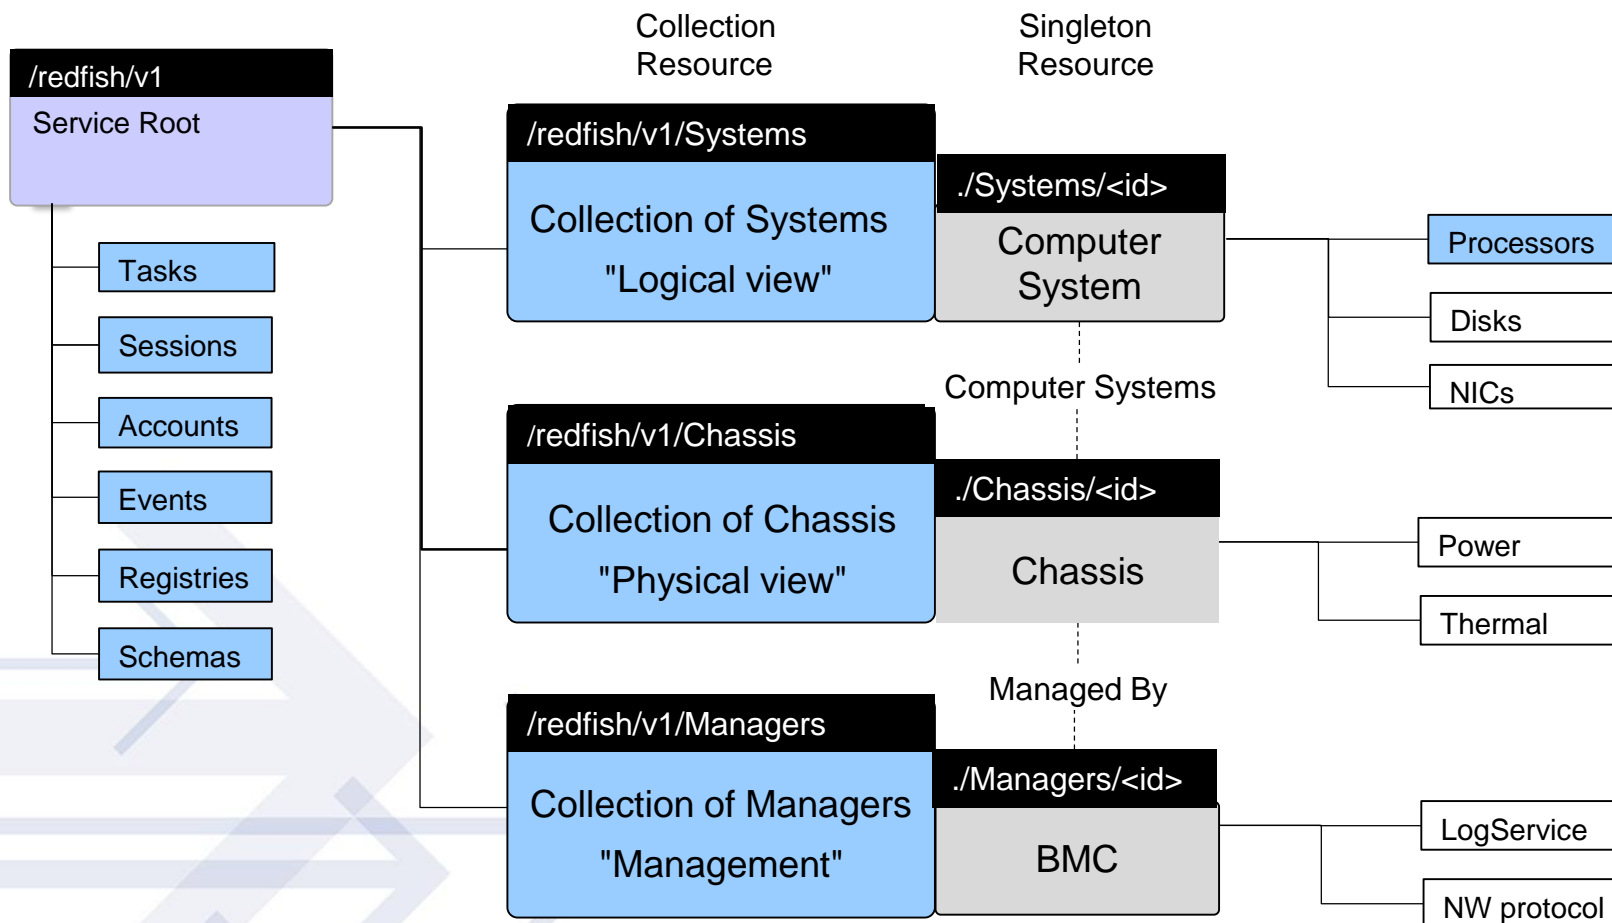 Collection
Resource
Singleton
Resource
/redfish/v1
Service Root
Tasks
Sessions
Accounts
Events
Registries
Schemas
/redfish/v1/Systems
Collection of Systems
"Logical view"
./Systems/<id>
Computer
System
Processors
Disks
NICs
Computer Systems
/redfish/v1/Chassis
Collection of Chassis
"Physical view"
./Chassis/<id>
Chassis
Power
Thermal
Managed By
/redfish/v1/Managers
Collection of Managers
"Management"
./Managers/<id>
BMC
LogService
NW protocol